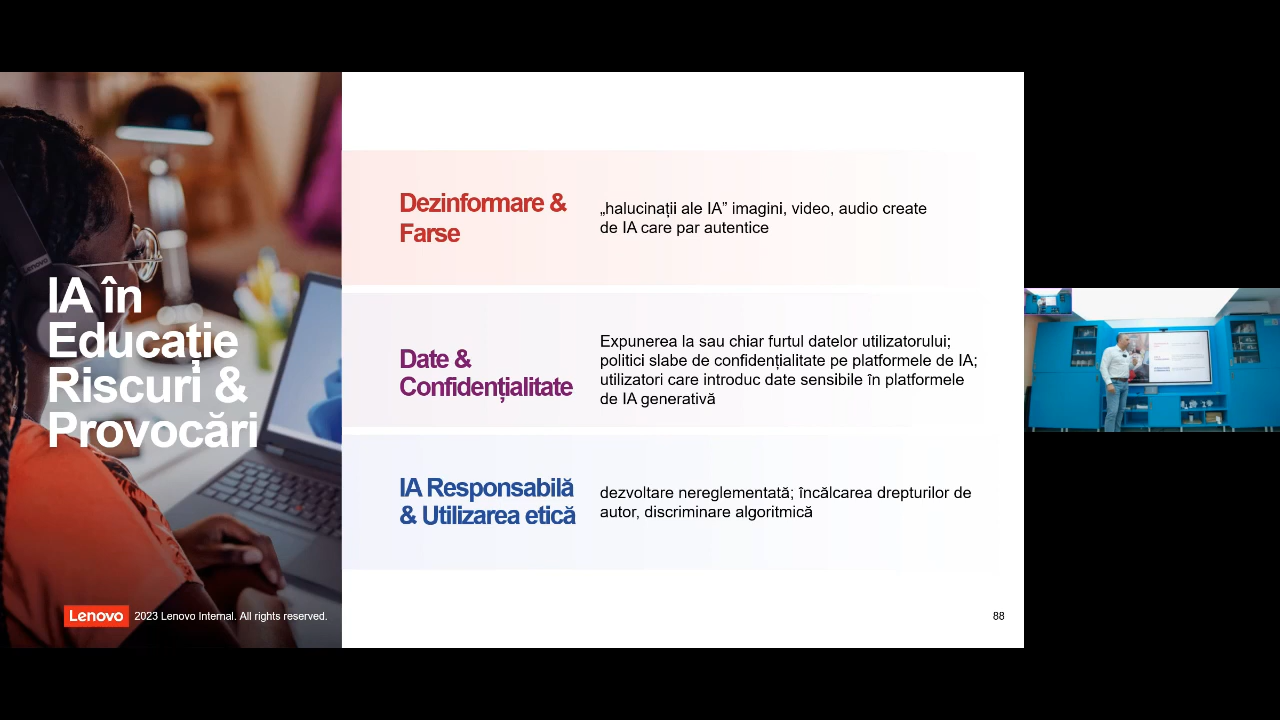 IA în
Educație
Riscuri &
Provocări
Dezinformare &
Farse
„halucinații ale IA” imagini, video, audio create
de IA care par autentice
Date &
Confidențialitate
Expunerea la sau chiar furtul datelor utilizatorului;
politici slabe de confidențialitate pe platformele de IA;
utilizatori care introduc date sensibile în platformele
de IA generativă
IA Responsabilă
& Utilizarea etică
dezvoltare nereglementată; încălcarea drepturilor de
autor, discriminare algoritmică
Lenovo
Lenovo 2023 Lenovo Internal. All rights reserved.
88